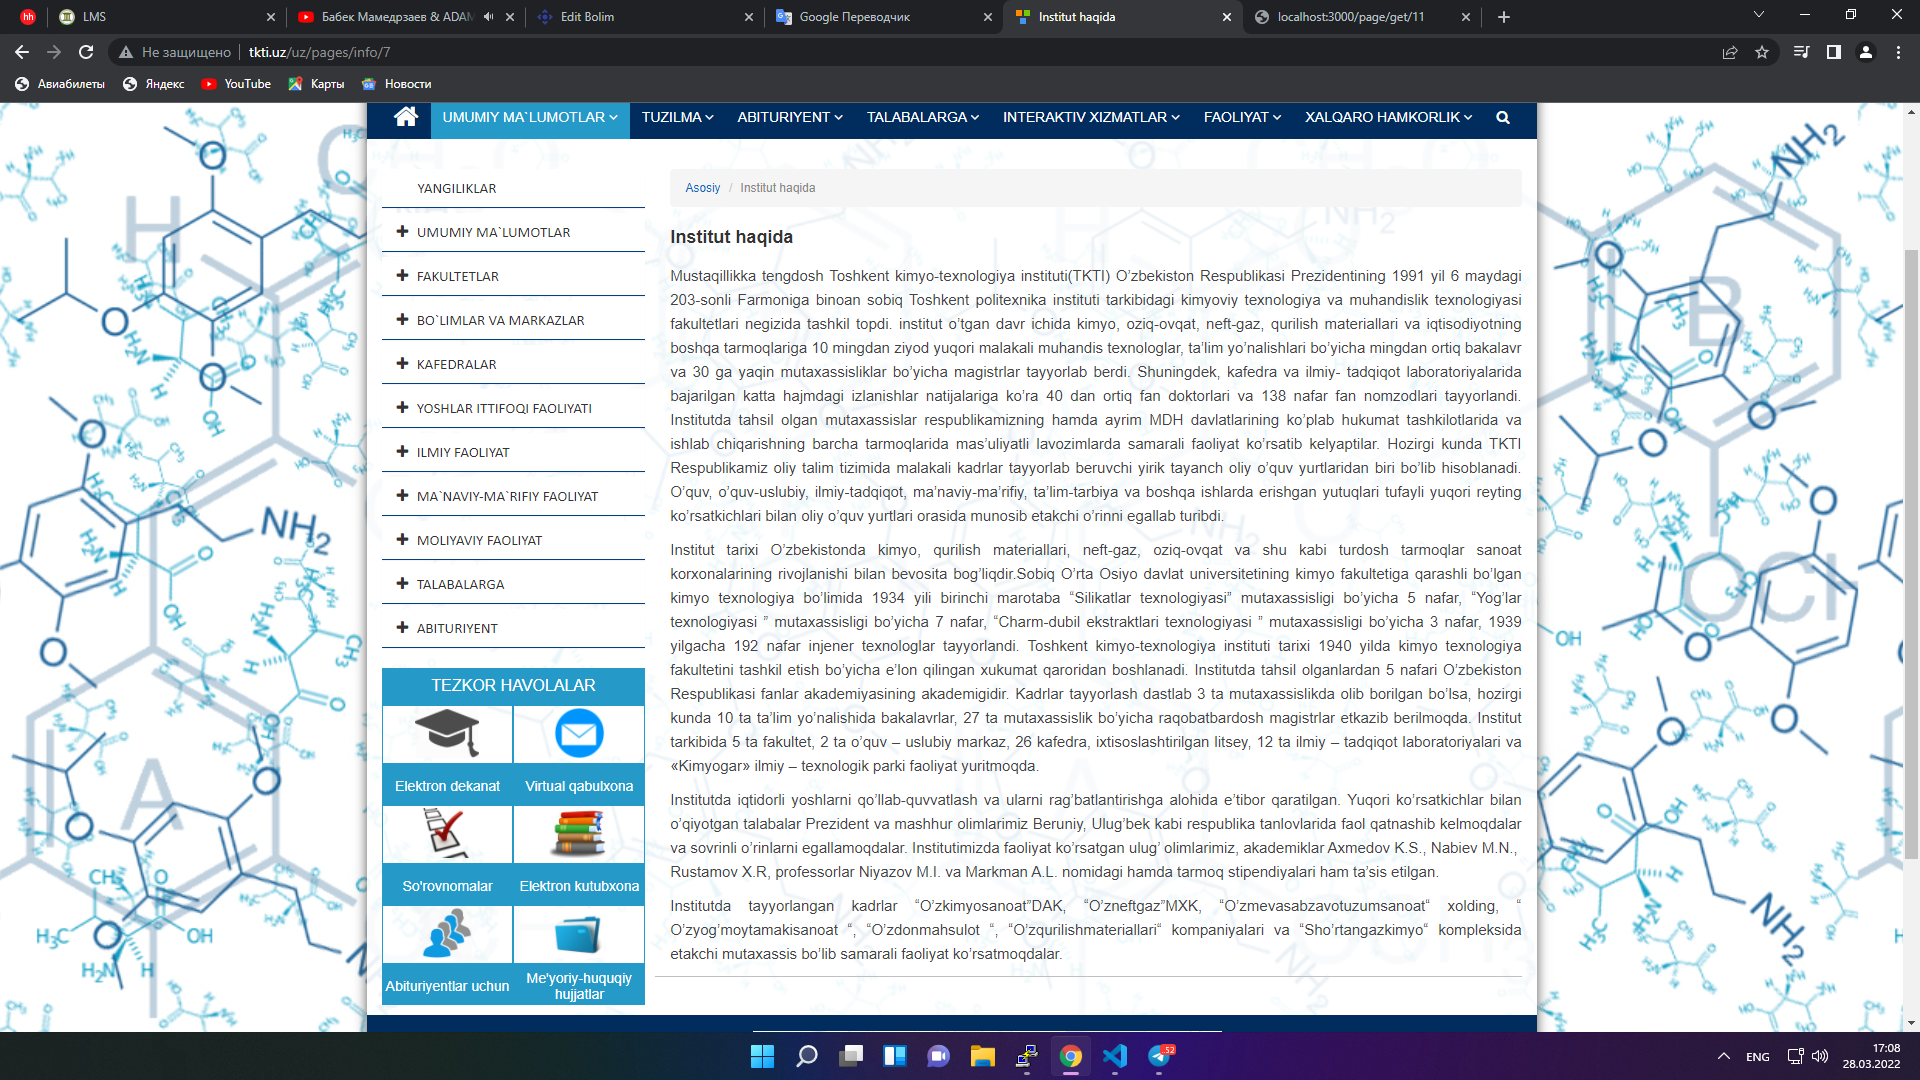 hh
LMS
Бабек Мамедрзаев & ADAM
Edit Bolim
Google Переводчик
Institut haqida
localhost:3000/page/get/11
Не защищено
tkti.uz/uz/pages/info/7
Авиабилеты
Яндекс
YouTube
Карты
Новости
UMUMIY MA`LUMOTLAR
TUZILMA
ABITURIYENT
TALABALARGA
INTERAKTIV XIZMATLAR
FAOLIYAT
XALQARO HAMKORLIK
YANGILIKLAR
UMUMIY MA`LUMOTLAR
FAKULTETLAR
BO`LIMLAR VA MARKAZLAR
KAFEDRALAR
YOSHLAR ITTIFOQI FAOLIYATI
ILMIY FAOLIYAT
MA`NAVIY-MA`RIFIY FAOLIYAT
MOLIYAVIY FAOLIYAT
TALABALARGA
ABITURIYENT
TEZKOR HAVOLALAR
Elektron dekanat
Virtual qabulxona
So'rovnomalar
Elektron kutubxona
Abituriyentlar uchun
Me'yoriy-huquqiy
hujjatlar
Asosiy / Institut haqida
Institut haqida
Mustaqillikka tengdosh Toshkent kimyo-texnologiya instituti(TKTI) O’zbekiston Respublikasi Prezidentining 1991 yil 6 maydagi
203-sonli Farmoniga binoan sobiq Toshkent politexnika instituti tarkibidagi kimyoviy texnologiya va muhandislik texnologiyasi
fakultetlari negizida tashkil topdi. institut o’tgan davr ichida kimyo, oziq-ovqat, neft-gaz, qurilish materiallari va iqtisodiyotning
boshqa tarmoqlariga 10 mingdan ziyod yuqori malakali muhandis texnologlar, ta’lim yo’nalishlari bo’yicha mingdan ortiq bakalavr
va 30 ga yaqin mutaxassisliklar bo’yicha magistrlar tayyorlab berdi. Shuningdek, kafedra va ilmiy- tadqiqot laboratoriyalarida
bajarilgan katta hajmdagi izlanishlar natijalariga ko’ra 40 dan ortiq fan doktorlari va 138 nafar fan nomzodlari tayyorlandi.
Institutda tahsil olgan mutaxassislar respublikamizning hamda ayrim MDH davlatlarining ko’plab hukumat tashkilotlarida va
ishlab chiqarishning barcha tarmoqlarida mas’uliyatli lavozimlarda samarali faoliyat ko’rsatib kelyaptilar. Hozirgi kunda TKTI
Respublikamiz oliy talim tizimida malakali kadrlar tayyorlab beruvchi yirik tayanch oliy o’quv yurtlaridan biri bo’lib hisoblanadi.
O’quv, o’quv-uslubiy, ilmiy-tadqiqot, ma’naviy-ma’rifiy, ta’lim-tarbiya va boshqa ishlarda erishgan yutuqlari tufayli yuqori reyting
ko’rsatkichlari bilan oliy o’quv yurtlari orasida munosib etakchi o’rinni egallab turibdi.
Institut tarixi O’zbekistonda kimyo, qurilish materiallari, neft-gaz, oziq-ovqat va shu kabi turdosh tarmoqlar sanoat
korxonalarining rivojlanishi bilan bevosita bog’liqdir.Sobiq O’rta Osiyo davlat universitetining kimyo fakultetiga qarashli bo’lgan
kimyo texnologiya bo’limida 1934 yili birinchi marotaba “Silikatlar texnologiyasi” mutaxassisligi bo’yicha 5 nafar, “Yog’lar
texnologiyasi ” mutaxassisligi bo’yicha 7 nafar, “Charm-dubil ekstraktlari texnologiyasi ” mutaxassisligi bo’yicha 3 nafar, 1939
yilgacha 192 nafar injener texnologlar tayyorlandi. Toshkent kimyo-texnologiya instituti tarixi 1940 yilda kimyo texnologiya
fakultetini tashkil etish bo’yicha e’lon qilingan xukumat qaroridan boshlanadi. Institutda tahsil olganlardan 5 nafari O’zbekiston
Respublikasi fanlar akademiyasining akademigidir. Kadrlar tayyorlash dastlab 3 ta mutaxassislikda olib borilgan bo’lsa, hozirgi
kunda 10 ta ta’lim yo’nalishida bakalavrlar, 27 ta mutaxassislik bo’yicha raqobatbardosh magistrlar etkazib berilmoqda. Institut
tarkibida 5 ta fakultet, 2 ta o’quv – uslubiy markaz, 26 kafedra, ixtisoslashtirilgan litsey, 12 ta ilmiy – tadqiqot laboratoriyalari va
«Kimyogar» ilmiy – texnologik parki faoliyat yuritmoqda.
Institutda iqtidorli yoshlarni qo’llab-quvvatlash va ularni rag’batlantirishga alohida e’tibor qaratilgan. Yuqori ko’rsatkichlar bilan
o’qiyotgan talabalar Prezident va mashhur olimlarimiz Beruniy, Ulug’bek kabi respublika tanlovlarida faol qatnashib kelmoqdalar
va sovrinli o’rinlarni egallamoqdalar. Institutimizda faoliyat ko’rsatgan ulug’ olimlarimiz, akademiklar Axmedov K.S., Nabiev M.N.,
Rustamov X.R, professorlar Niyazov M.I. va Markman A.L. nomidagi hamda tarmoq stipendiyalari ham ta’sis etilgan.
Institutda tayyorlangan kadrlar “O’zkimyosanoat”DAK, “O’zneftgaz”MXK, “O’zmevasabzavotuzumsanoat“ xolding, “
O’zyog’moytamakisanoat “, “O’zdonmahsulot “, “O’zqurilishmateriallari“ kompaniyalari va “Sho’rtangazkimyo“ kompleksida
etakchi mutaxassis bo’lib samarali faoliyat ko’rsatmoqdalar.
ENG
17:08
28.03.2022